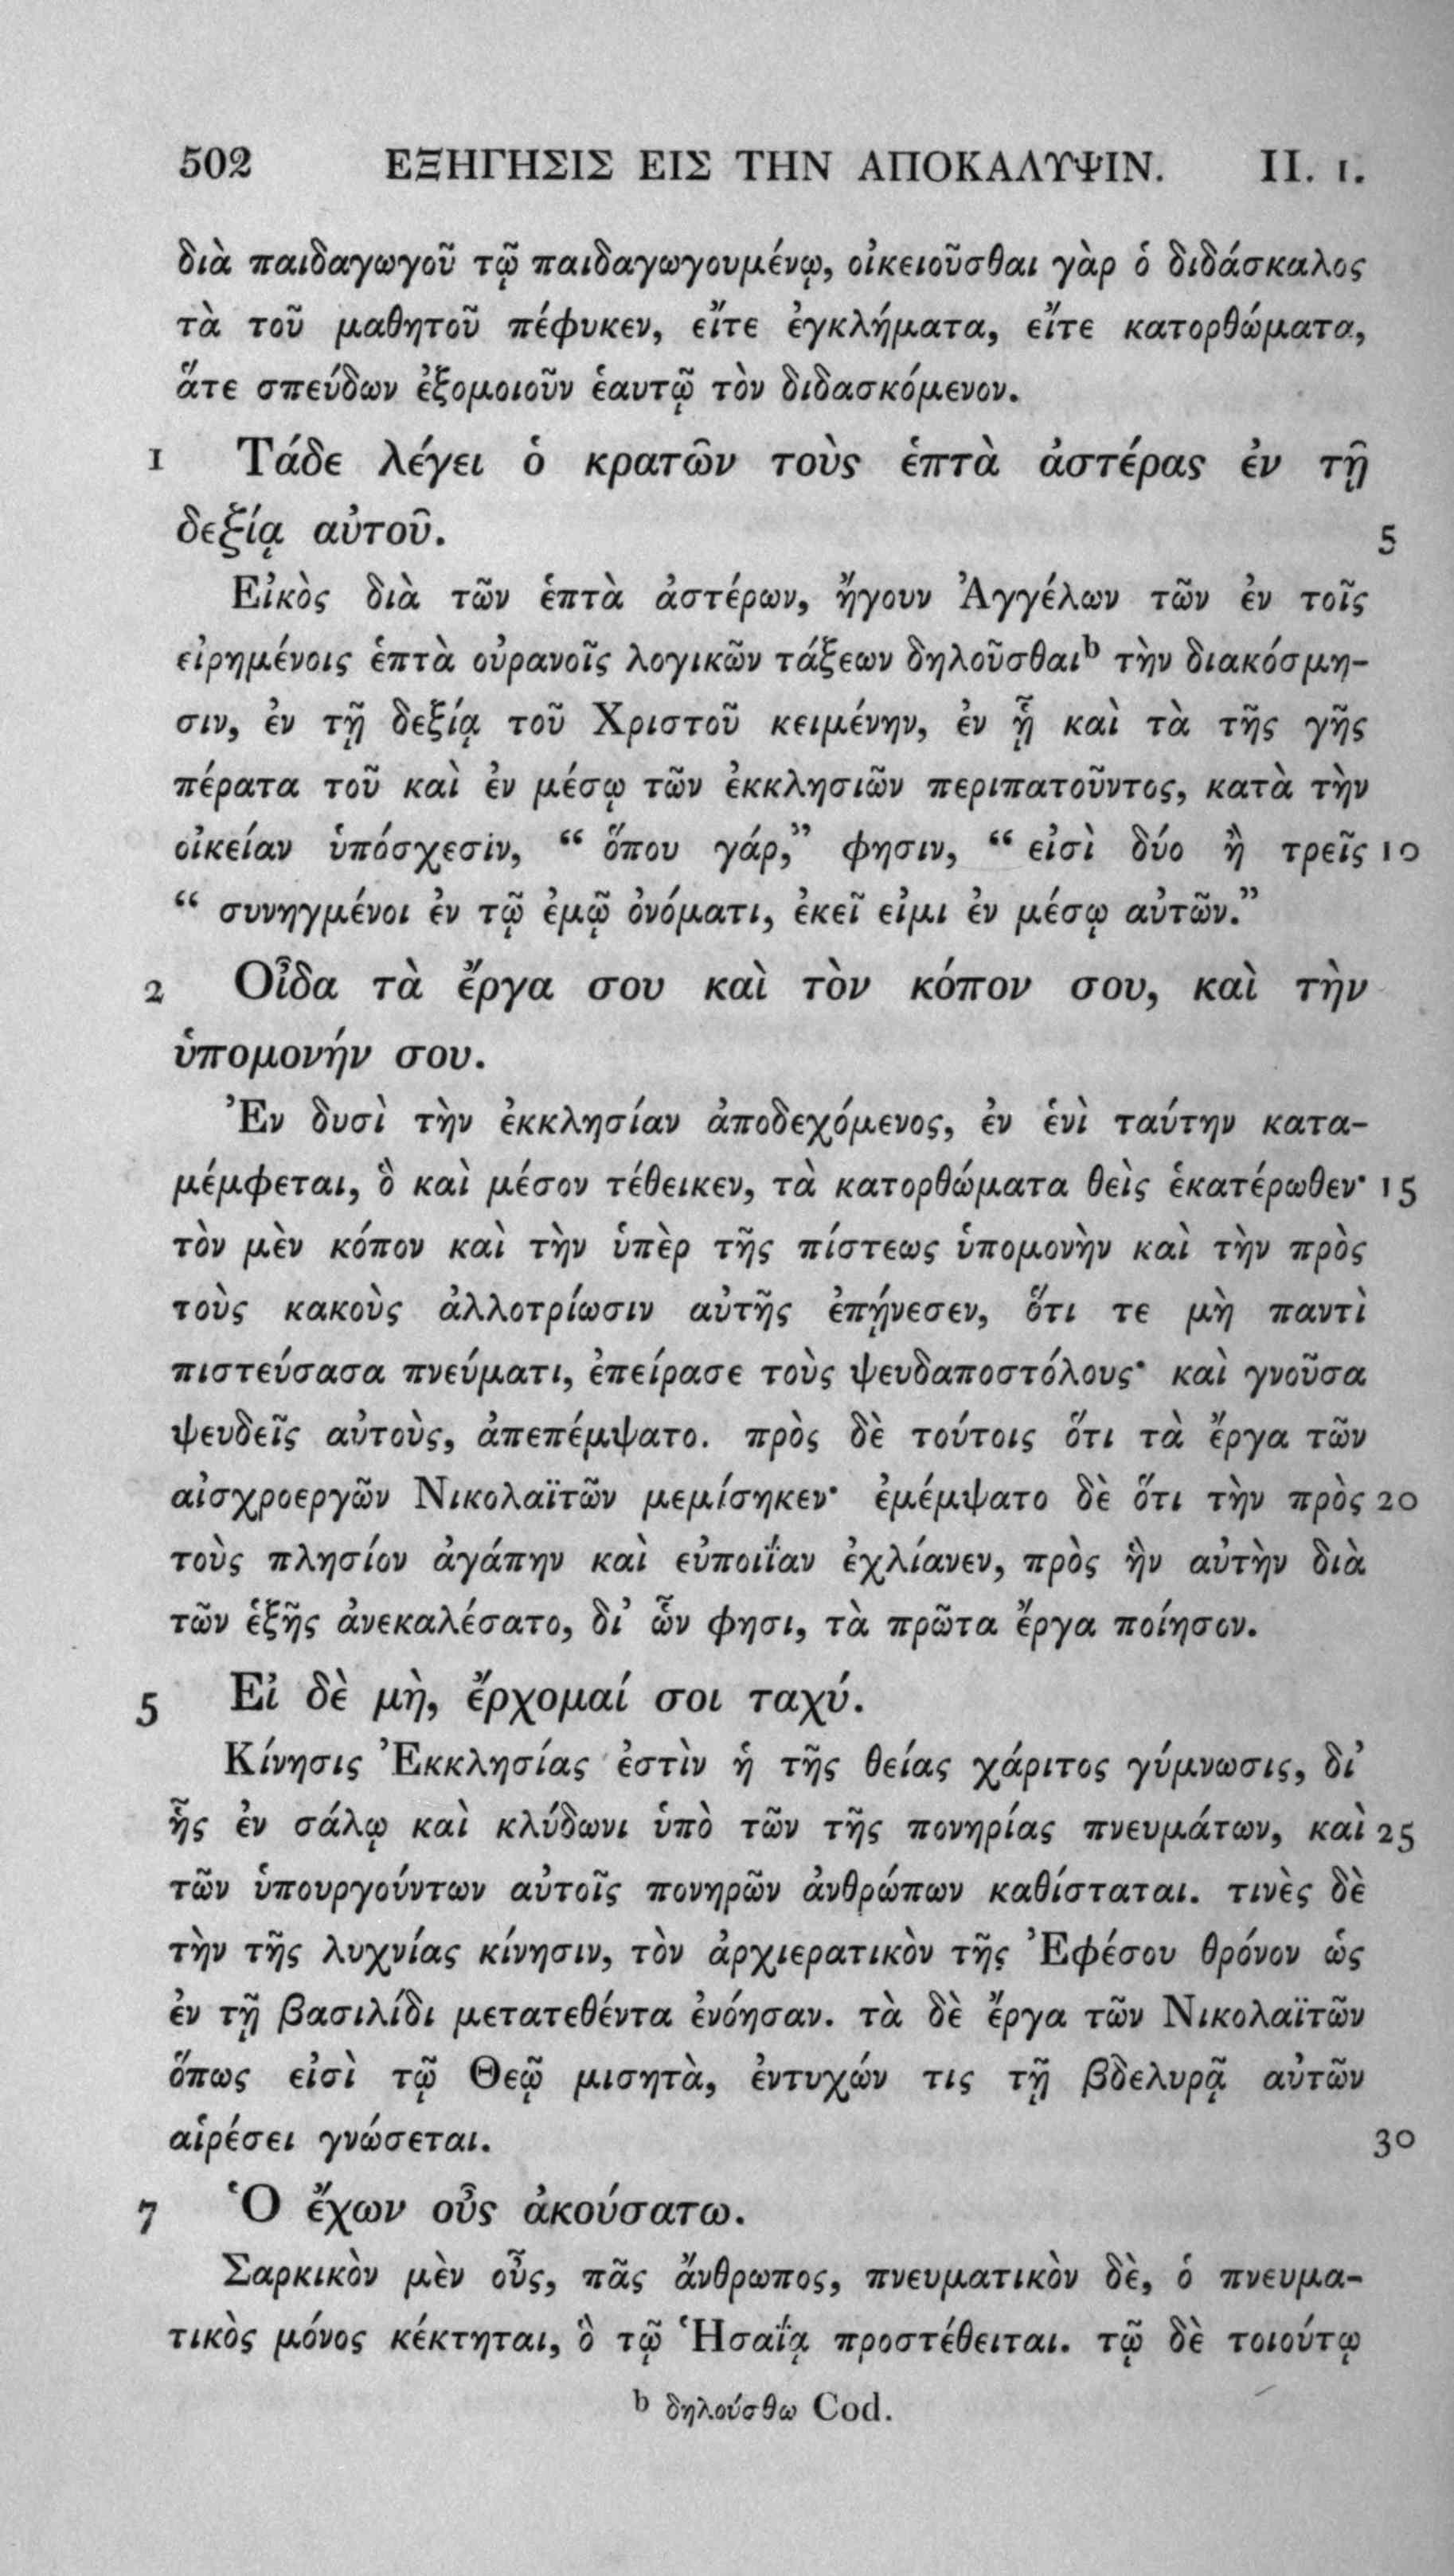 502 ΕΞΗΓΗΣΙΣ ΕΙΣ ΤΗΝ ΑΠΟΚΑΛΥΨΙΝ. II. 1.
διὰ παιδαγωγοῦ τῷ παιδαγωγουμένῳ, οἰκειοῦσθαι γὰρ ὁ διδάσκαλος
τὰ τοῦ μαθητοῦ πέφυκεν, εἴτε ἐγκλήματα, εἴτε κατορθώματα,
ἅτε σπεύδων ἐξομοιοῦν ἑαυτῷ τὸν διδασκόμενον.
1 Τάδε λέγει ὁ κρατῶν τοὺς ἑπτὰ ἀστέρας ἐν τῇ
δεξίᾳ αὐτοῦ. 5
Εἰκὸς διὰ τῶν ἑπτὰ ἀστέρων, ἤγουν Ἀγγέλων τῶν ἐν τοῖς
εἰρημένοις ἑπτὰ οὐρανοῖς λογικῶν τάξεων δηλοῦσθαι b τὴν διακόσμη-
σιν, ἐν τῇ δεξίᾳ τοῦ Χριστοῦ κειμένην, ἐν ᾗ καὶ τὰ τῆς γῆς
πέρατα τοῦ καὶ ἐν μέσῳ τῶν ἐκκλησιῶν περιπατοῦντος, κατὰ τὴν
οἰκείαν ὑπόσχεσιν, “ ὅπου γάρ,” φησιν, “ εἰσὶ δύο ἢ τρεῖς 10
“ συνηγμένοι ἐν τῷ ἐμῷ ὀνόματι, ἐκεῖ εἰμι ἐν μέσῳ αὐτῶν.”
2 Οἶδα τὰ ἔργα σου καὶ τὸν κόπον σου, καὶ τὴν
ὑπομονήν σου.
Ἐν δυσὶ τὴν ἐκκλησίαν ἀποδεχόμενος, ἐν ἑνὶ ταύτην κατα-
μέμφεται, ὃ καὶ μέσον τέθεικεν, τὰ κατορθώματα θεὶς ἑκατέρωθεν· 15
τὸν μὲν κόπον καὶ τὴν ὑπὲρ τῆς πίστεως ὑπομονὴν καὶ τὴν πρὸς
τοὺς κακοὺς ἀλλοτρίωσιν αὐτῆς ἐπῄνεσεν, ὅτι τε μὴ παντὶ
πιστεύσασα πνεύματι, ἐπείρασε τοὺς ψευδαποστόλους· καὶ γνοῦσα
ψευδεῖς αὐτοὺς, ἀπεπέμψατο. πρὸς δὲ τούτοις ὅτι τὰ ἔργα τῶν
αἰσχροεργῶν Νικολαϊτῶν μεμίσηκεν· ἐμέμψατο δὲ ὅτι τὴν πρὸς 20
τοὺς πλησίον ἀγάπην καὶ εὐποιΐαν ἐχλίανεν, πρὸς ἣν αὐτὴν διὰ
τῶν ἑξῆς ἀνεκαλέσατο, δι’ ὧν φησι, τὰ πρῶτα ἔργα ποίησον.
5 Εἰ δὲ μὴ, ἔρχομαί σοι ταχύ.
Κίνησις Ἐκκλησίας ἐστὶν ἡ τῆς θείας χάριτος γύμνωσις, δι’
ἧς ἐν σάλῳ καὶ κλύδωνι ὑπὸ τῶν τῆς πονηρίας πνευμάτων, καὶ 25
τῶν ὑπουργούντων αὐτοῖς πονηρῶν ἀνθρώπων καθίσταται. τινὲς δὲ
τὴν τῆς λυχνίας κίνησιν, τὸν ἀρχιερατικὸν τῆς Ἐφέσου θρόνον ὡς
ἐν τῇ βασιλίδι μετατεθέντα ἐνόησαν. τὰ δὲ ἔργα τῶν Νικολαϊτῶν
ὅπως εἰσὶ τῷ Θεῷ μισητὰ, ἐντυχών τις τῇ βδελυρᾷ αὐτῶν
αἱρέσει γνώσεται. 30
7 Ὁ ἔχων οὖς ἀκούσατω.
Σαρκικὸν μὲν οὖς, πᾶς ἄνθρωπος, πνευματικὸν δὲ, ὁ πνευμα-
τικὸς μόνος κέκτηται, ὃ τῷ Ἡσαΐᾳ προστέθειται. τῷ δὲ τοιούτῳ
b δηλούσθω Cod.